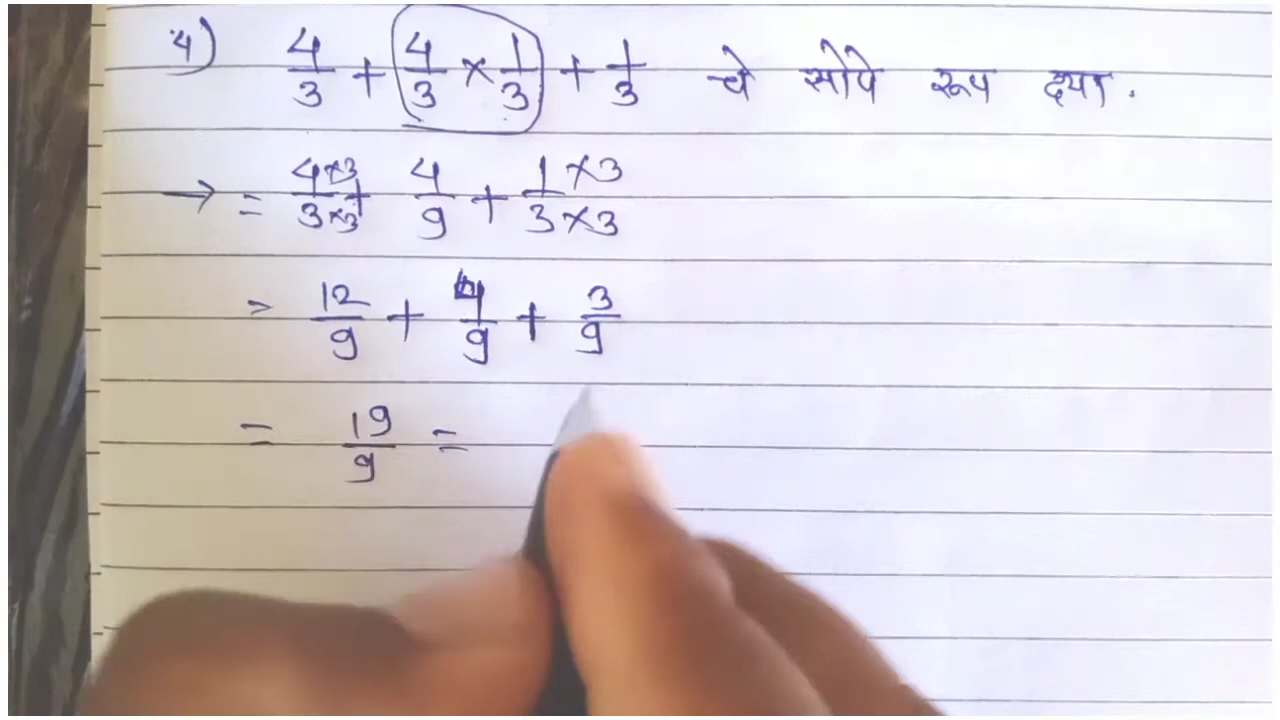 ५) 4/3 + 4/3 × 1/3 + 1/3 चे सोपे रूप द्या.
→ = 4×3/3×3 + 4/9 + 1×3/3×3
= 12/9 + 4/9 + 3/9
= 19/9 =